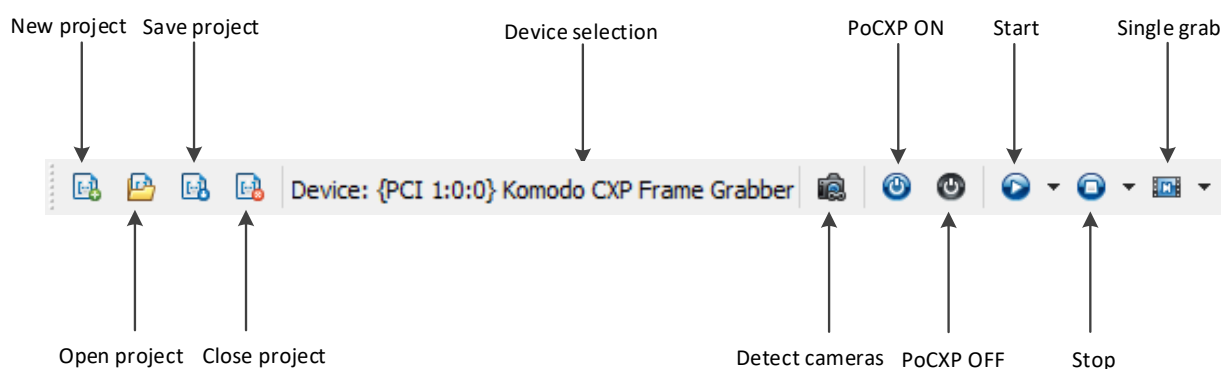 New project Save project Device selection PoCXP ON Start Single grab
Device: {PCI 1:0:0} Komodo CXP Frame Grabber
Open project Close project Detect cameras PoCXP OFF Stop